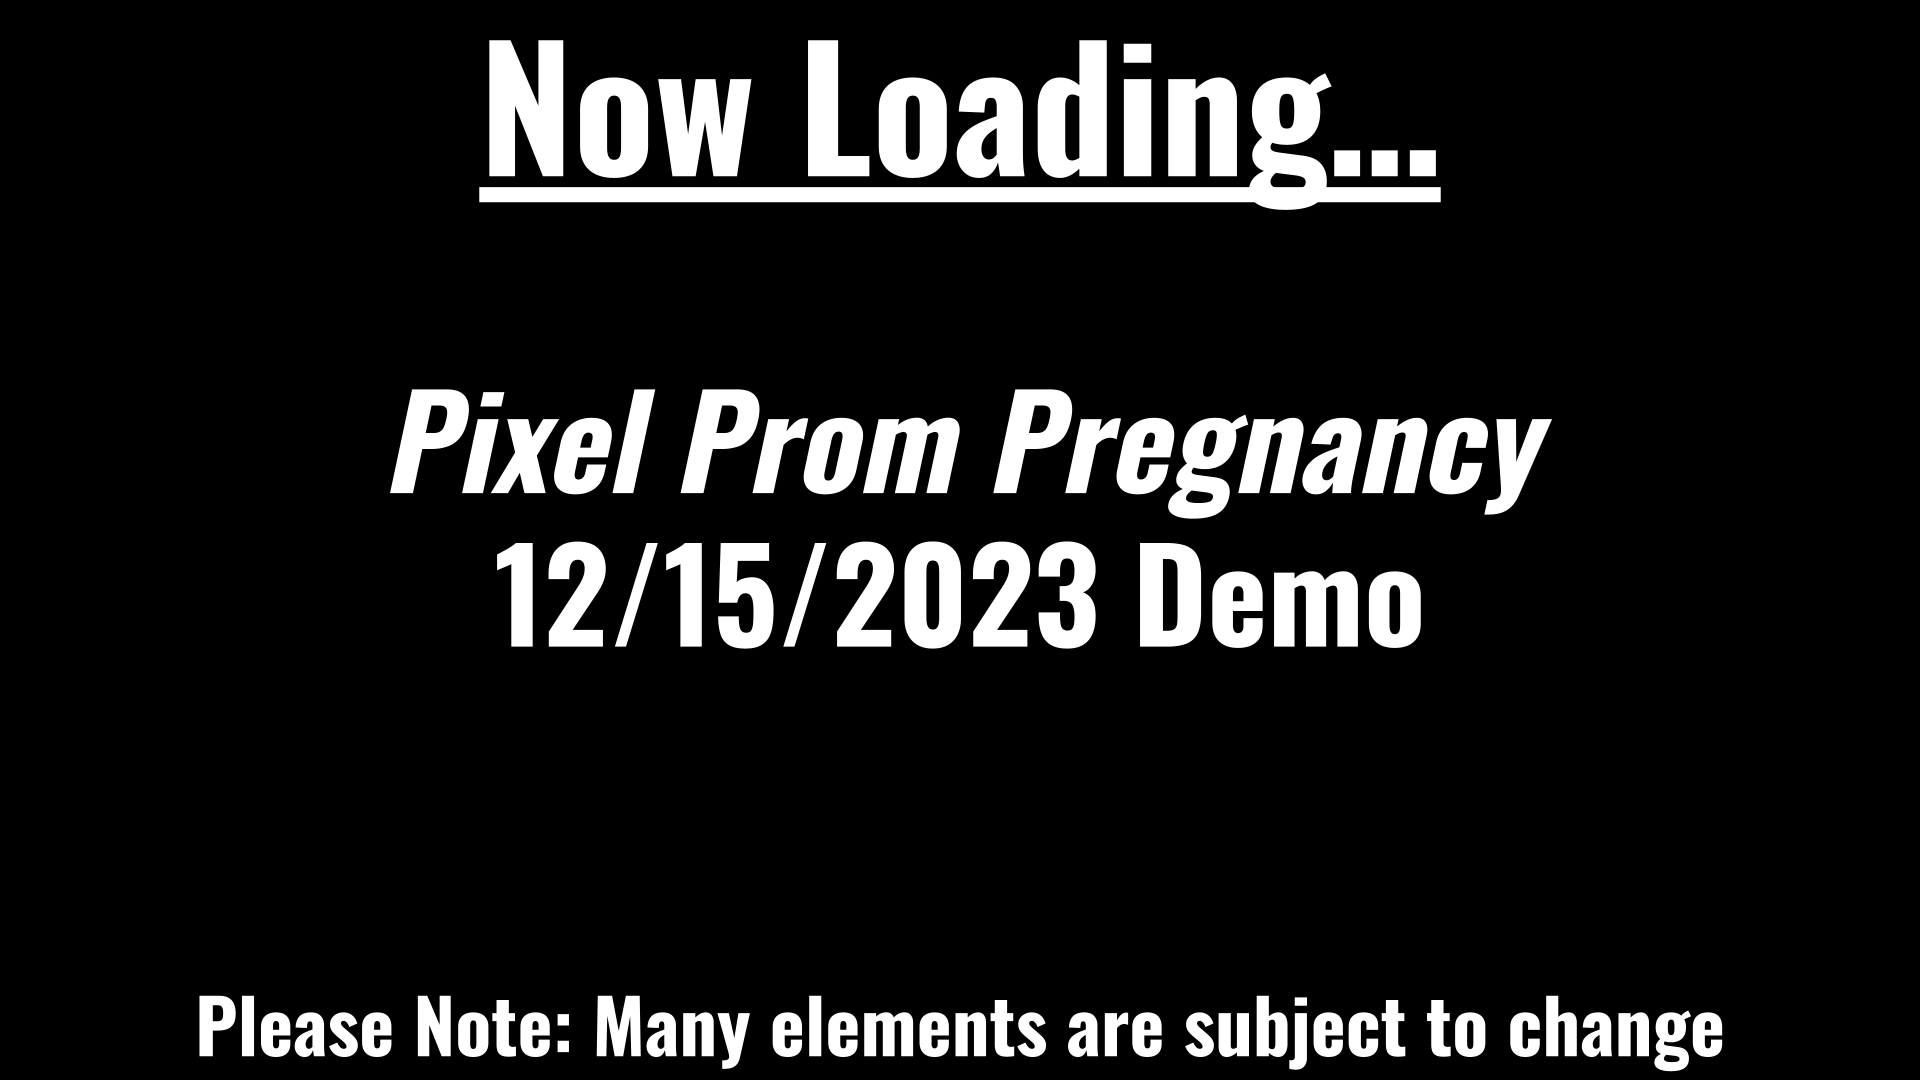 Now Loading...
Pixel Prom Pregnancy
12/15/2023 Demo
Please Note: Many elements are subject to change